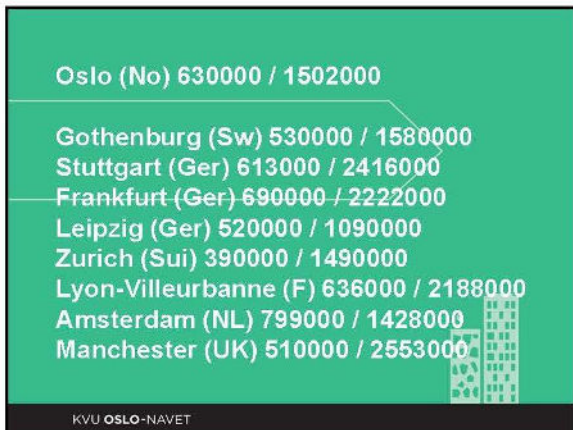 Oslo (No) 630000 / 1502000
Gothenburg (Sw) 530000 / 1580000
Stuttgart (Ger) 613000 / 2416000
Frankfurt (Ger) 690000 / 2222000
Leipzig (Ger) 520000 / 1090000
Zurich (Sui) 390000 / 1490000
Lyon-Villeurbanne (F) 636000 / 2188000
Amsterdam (NL) 799000 / 1428000
Manchester (UK) 510000 / 2553000
KVU OSLO-NAVET